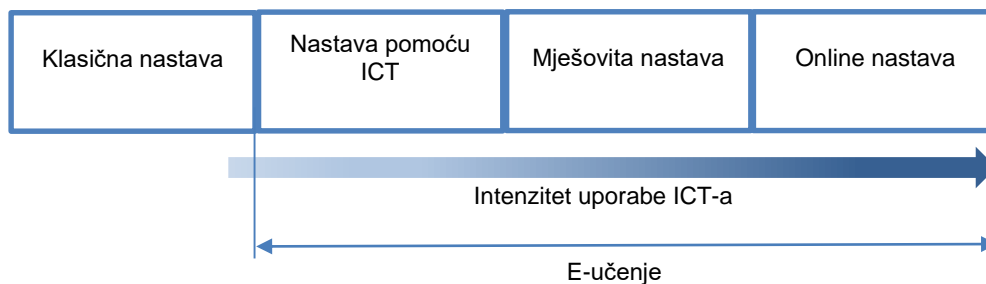 Klasična nastava
Nastava pomoću
ICT
Mješovita nastava
Online nastava
Intenzitet uporabe ICT-a
E-učenje